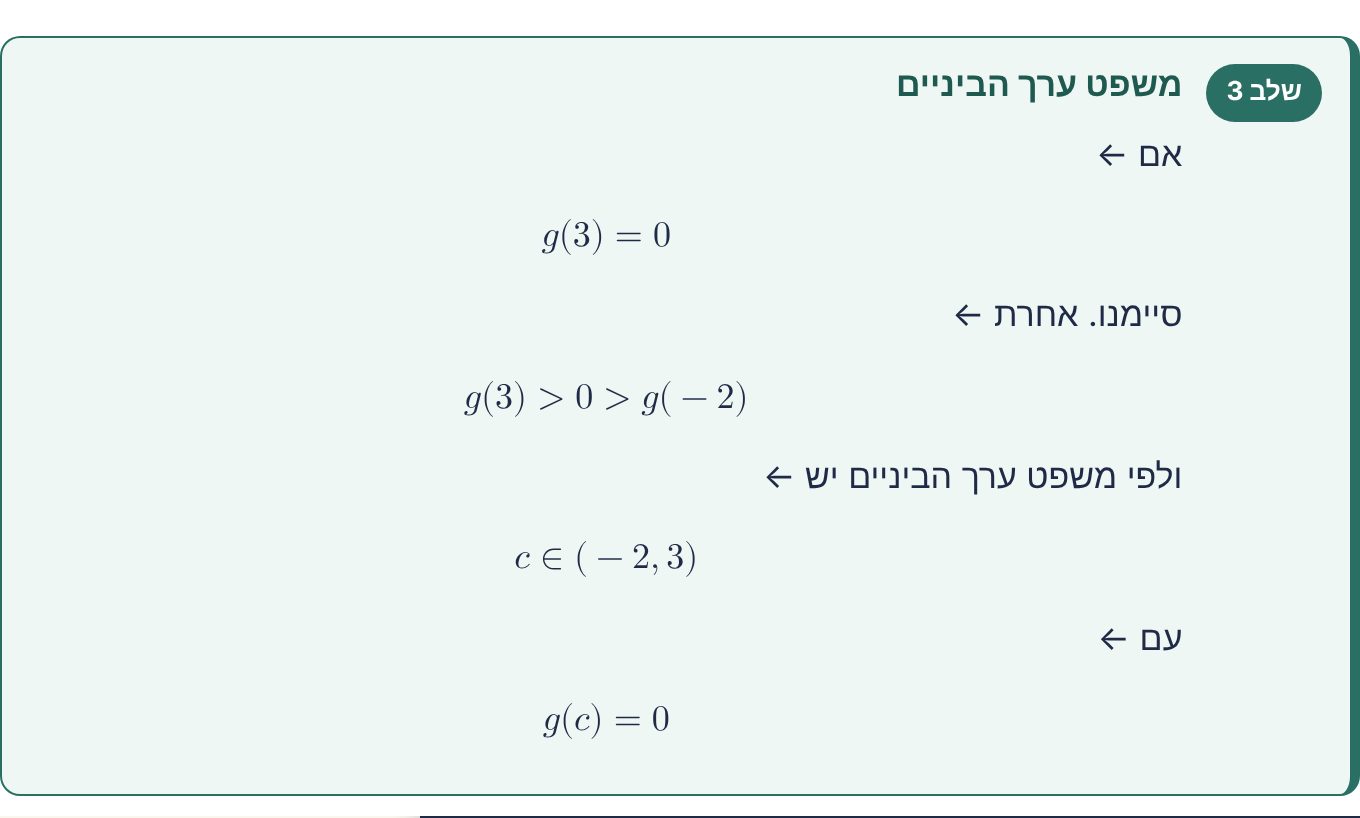 שלב 3
משפט ערך הביניים
אם ←
g(3) = 0
סיימנו. אחרת ←
g(3) > 0 > g( − 2)
ולפי משפט ערך הביניים יש ←
c ∈ ( − 2, 3)
עם ←
g(c) = 0